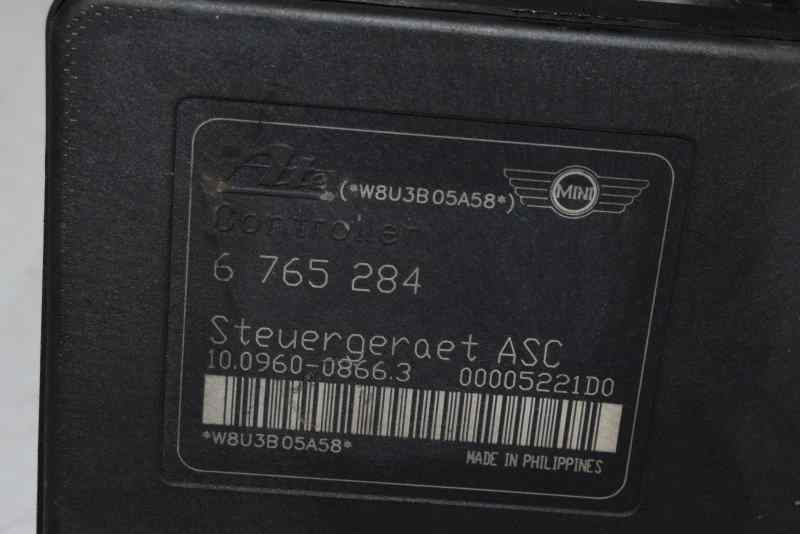 Ate ® (*W8U3B05A58*) MINI
Controller
6 765 284
Steuergeraet ASC
10.0960-0866.3 00005221D0
*W8U3B05A58*
MADE IN PHILIPPINES